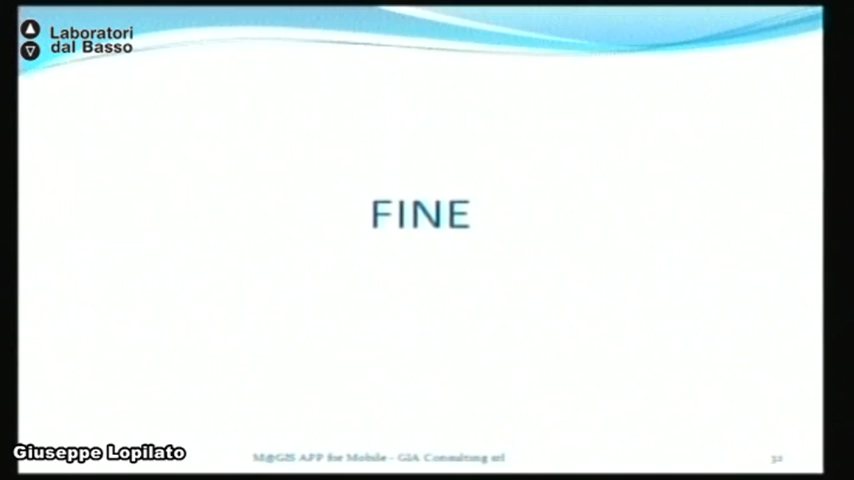 Laboratori
dal Basso
FINE
Giuseppe Lopilato
M@GIS APP for Mobile - GIA Consulting srl
32